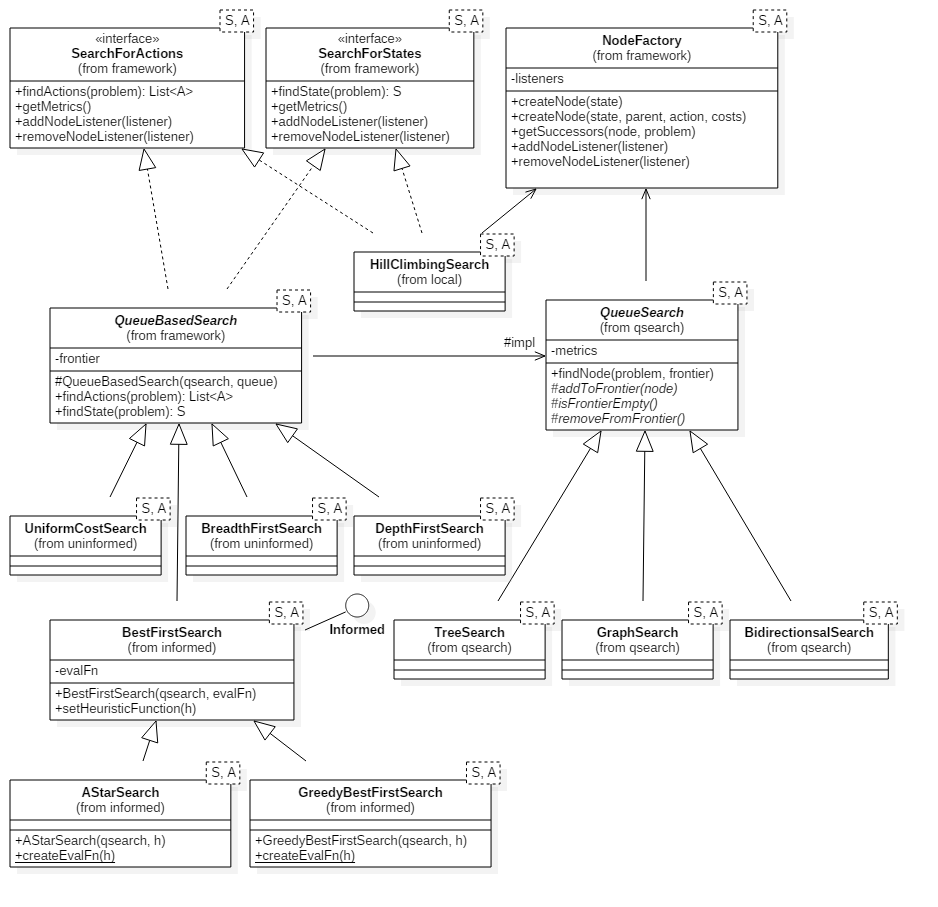 S, A
«interface»
SearchForActions
(from framework)
+findActions(problem): List<A>
+getMetrics()
+addNodeListener(listener)
+removeNodeListener(listener)
S, A
«interface»
SearchForStates
(from framework)
+findState(problem): S
+getMetrics()
+addNodeListener(listener)
+removeNodeListener(listener)
S, A
NodeFactory
(from framework)
-listeners
+createNode(state)
+createNode(state, parent, action, costs)
+getSuccessors(node, problem)
+addNodeListener(listener)
+removeNodeListener(listener)
S, A
HillClimbingSearch
(from local)
S, A
QueueBasedSearch
(from framework)
-frontier
#QueueBasedSearch(qsearch, queue)
+findActions(problem): List<A>
+findState(problem): S
#impl
S, A
QueueSearch
(from qsearch)
-metrics
+findNode(problem, frontier)
#addToFrontier(node)
#isFrontierEmpty()
#removeFromFrontier()
S, A
UniformCostSearch
(from uninformed)
S, A
BreadthFirstSearch
(from uninformed)
S, A
DepthFirstSearch
(from uninformed)
S, A
BestFirstSearch
(from informed)
-evalFn
+BestFirstSearch(qsearch, evalFn)
+setHeuristicFunction(h)
Informed
S, A
TreeSearch
(from qsearch)
S, A
GraphSearch
(from qsearch)
S, A
BidirectionsalSearch
(from qsearch)
S, A
AStarSearch
(from informed)
+AStarSearch(qsearch, h)
+createEvalFn(h)
S, A
GreedyBestFirstSearch
(from informed)
+GreedyBestFirstSearch(qsearch, h)
+createEvalFn(h)